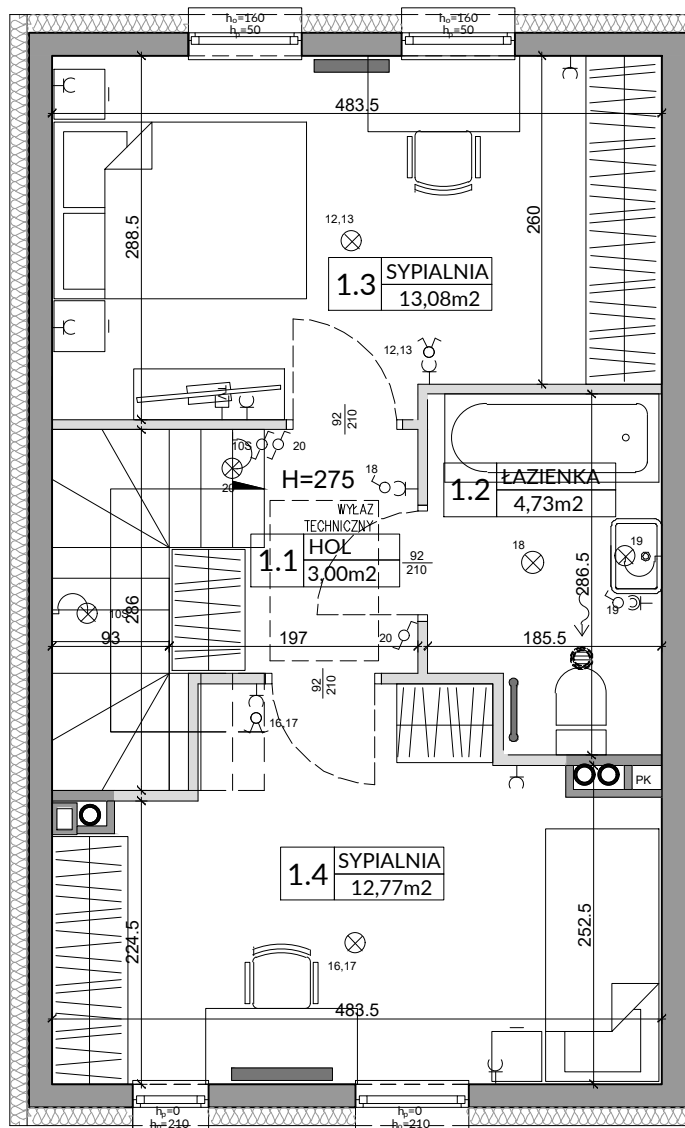 h₀=160
hₚ=50
h₀=160
hₚ=50
483.5
288.5
260
12,13
1.3 SYPIALNIA
13,08m2
12,13
92
210
10S
20
20
H=275
18
1.2 ŁAZIENKA
4,73m2
WYŁAZ
TECHNICZNY
1.1 HOL
3,00m2
92
210
18
19
286.5
286
10S
19
93
197
20
185.5
92
210
16,17
PK
1.4 SYPIALNIA
12,77m2
224.5
252.5
16,17
483.5
hₚ=0
h₀=210
hₚ=0
h₀=210